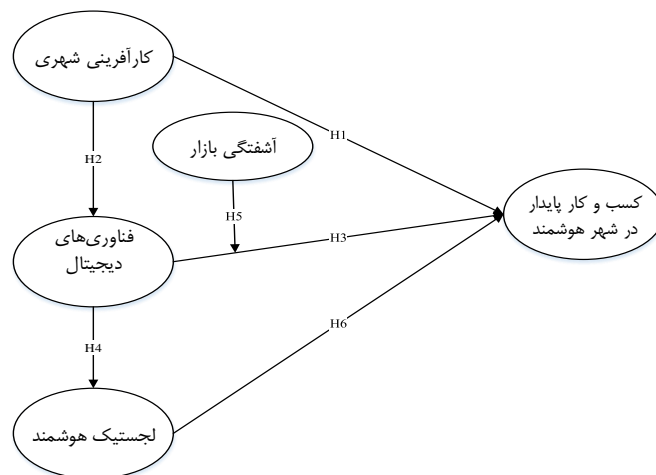 کارآفرینی شهری
H1
H2
آشفتگی بازار
کسب و کار پایدار
در شهر هوشمند
H5
فناوری‌های
دیجیتال
H3
H6
H4
لجستیک هوشمند